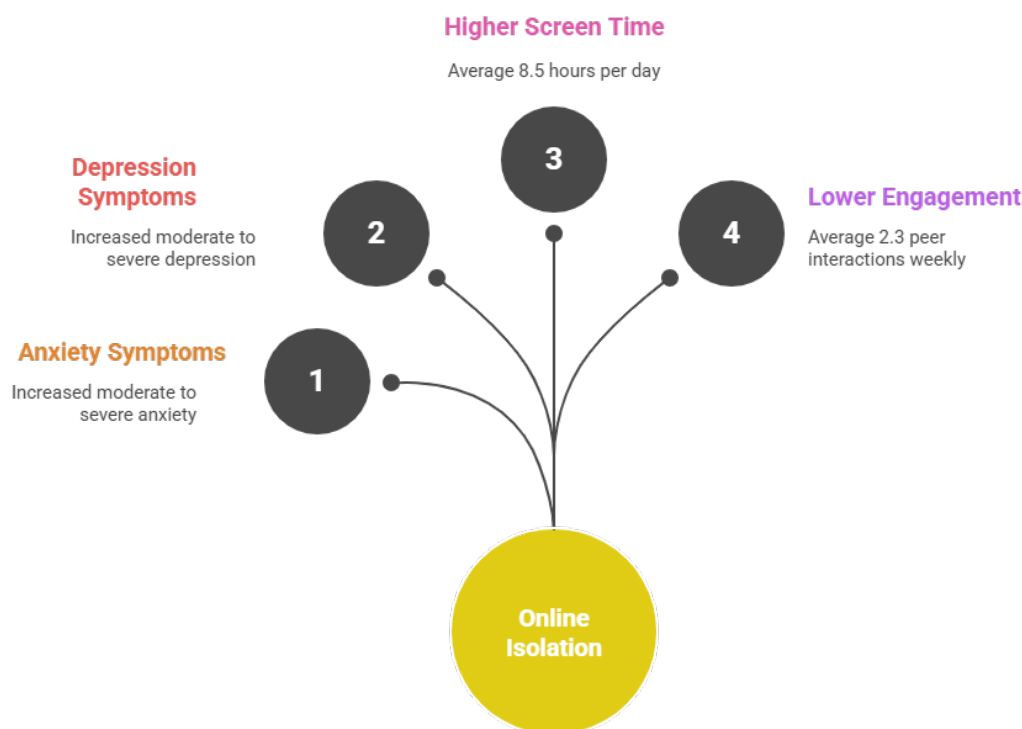 Higher Screen Time
Average 8.5 hours per day
3
Depression
Symptoms
Increased moderate to
severe depression
2
4
Lower Engagement
Average 2.3 peer
interactions weekly
Anxiety Symptoms
Increased moderate to
severe anxiety
1
Online
Isolation